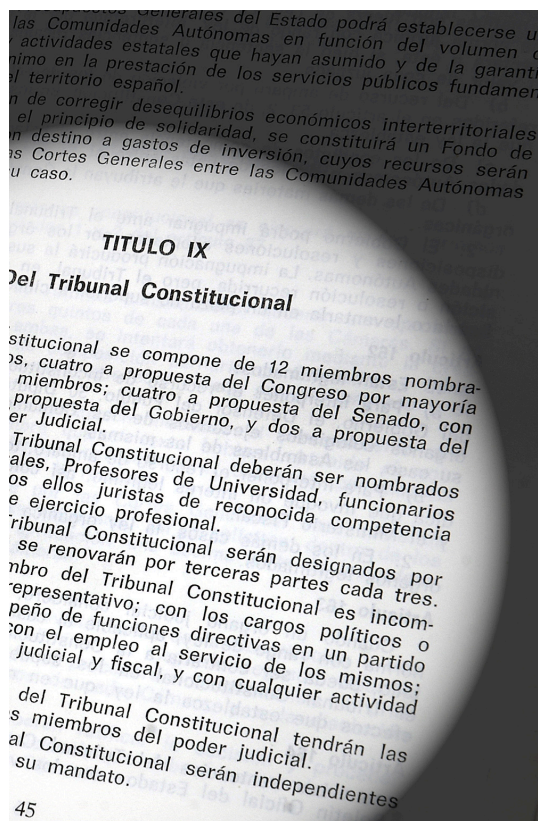 resupuestos Generales del Estado podrá establecerse u
las Comunidades Autónomas en función del volumen
y actividades estatales que hayan asumido y de la garantí
nimo en la prestación de los servicios públicos fundamen
el territorio español.
n de corregir desequilibrios económicos interterritoriales
el principio de solidaridad, se constituirá un Fondo de
on destino a gastos de inversión, cuyos recursos serán
as Cortes Generales entre las Comunidades Autónomas
u caso.
TITULO IX
Del Tribunal Constitucional
stitucional se compone de 12 miembros nombra-
os, cuatro a propuesta del Congreso por mayoría
miembros; cuatro a propuesta del Senado, con
propuesta del Gobierno, y dos a propuesta del
er Judicial.
Tribunal Constitucional deberán ser nombrados
ales, Profesores de Universidad, funcionarios
os ellos juristas de reconocida competencia
e ejercicio profesional.
Tribunal Constitucional serán designados por
se renovarán por terceras partes cada tres.
mbro del Tribunal Constitucional es incom-
representativo; con los cargos políticos o
peño de funciones directivas en un partido
con el empleo al servicio de los mismos;
judicial y fiscal, y con cualquier actividad
del Tribunal Constitucional tendrán las
s miembros del poder judicial.
al Constitucional serán independientes
su mandato.
45